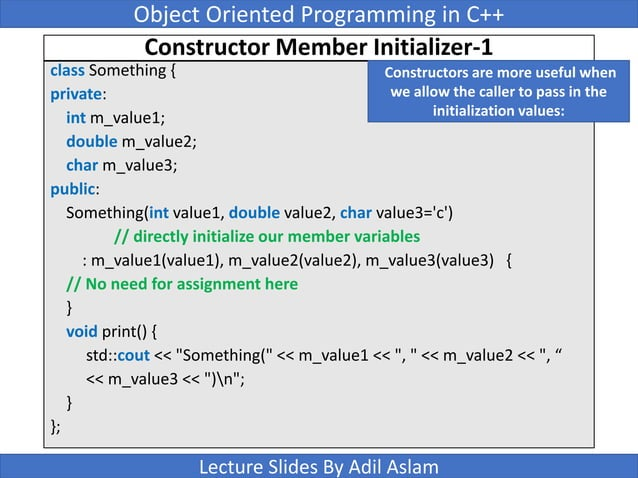 Object Oriented Programming in C++
Constructor Member Initializer-1
class Something {
Constructors are more useful when
we allow the caller to pass in the
initialization values:
private:
int m_value1;
double m_value2;
char m_value3;
public:
Something(int value1, double value2, char value3='c')
// directly initialize our member variables
: m_value1(value1), m_value2(value2), m_value3(value3) {
// No need for assignment here
}
void print() {
std::cout << "Something(" << m_value1 << ", " << m_value2 << ", “
<< m_value3 << ")\n";
}
};
Lecture Slides By Adil Aslam